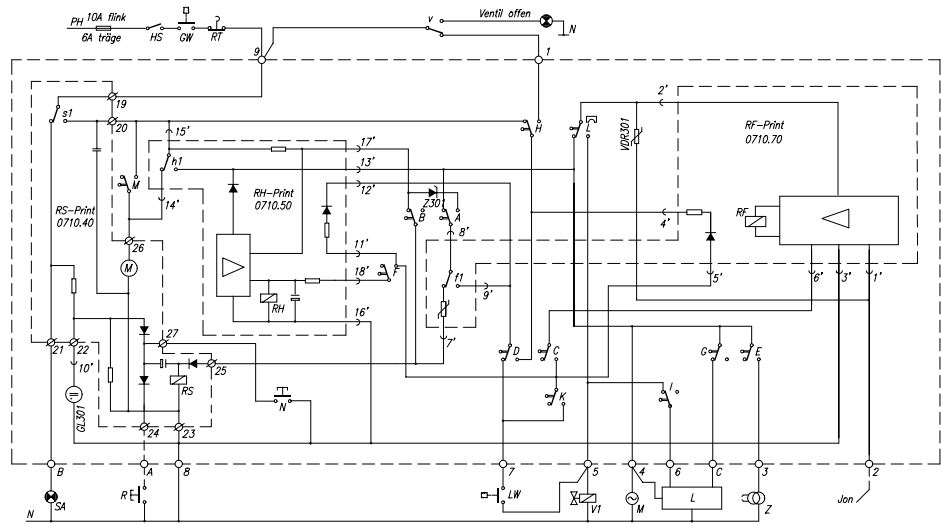 PH 10A flink
6A träge
HS GW RT
v Ventil offen N
9 1
19
s1
20
15'
h1
17'
13'
12'
14'
M
RS-Print
0710.40
RH-Print
0710.50
26
M
11'
18'
F
RH
16'
Z301
B A
8'
f1
9'
7'
H
L
2'
VDR301
RF-Print
0710.70
RF
4'
5'
6' 3' 1'
27
21 22
10'
25
RS
GL301
24 23
N
D C
K
G E
I
B A 8 7 5 4 6 C 3 2
SA
R
LW
V1
M
L
Z
Jon
N